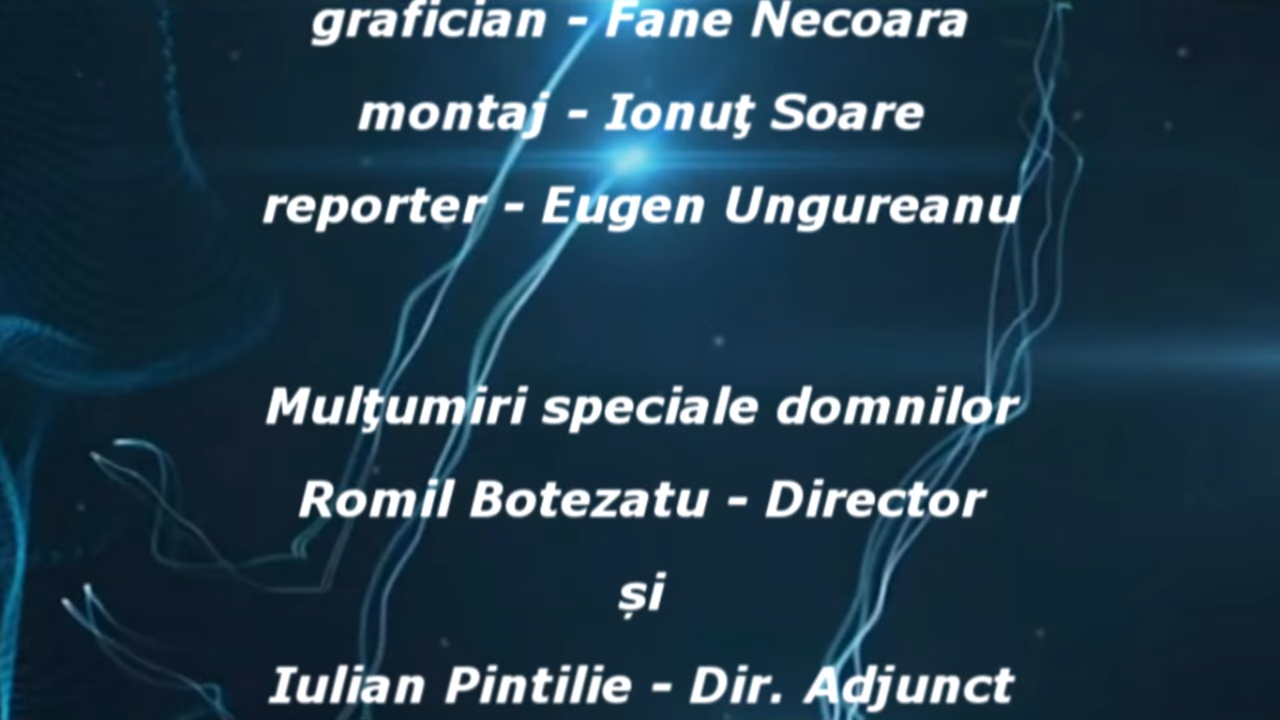 grafician - Fane Necoara
montaj - Ionuţ Soare
reporter - Eugen Ungureanu
Mulţumiri speciale domnilor
Romil Botezatu - Director
și
Iulian Pintilie - Dir. Adjunct